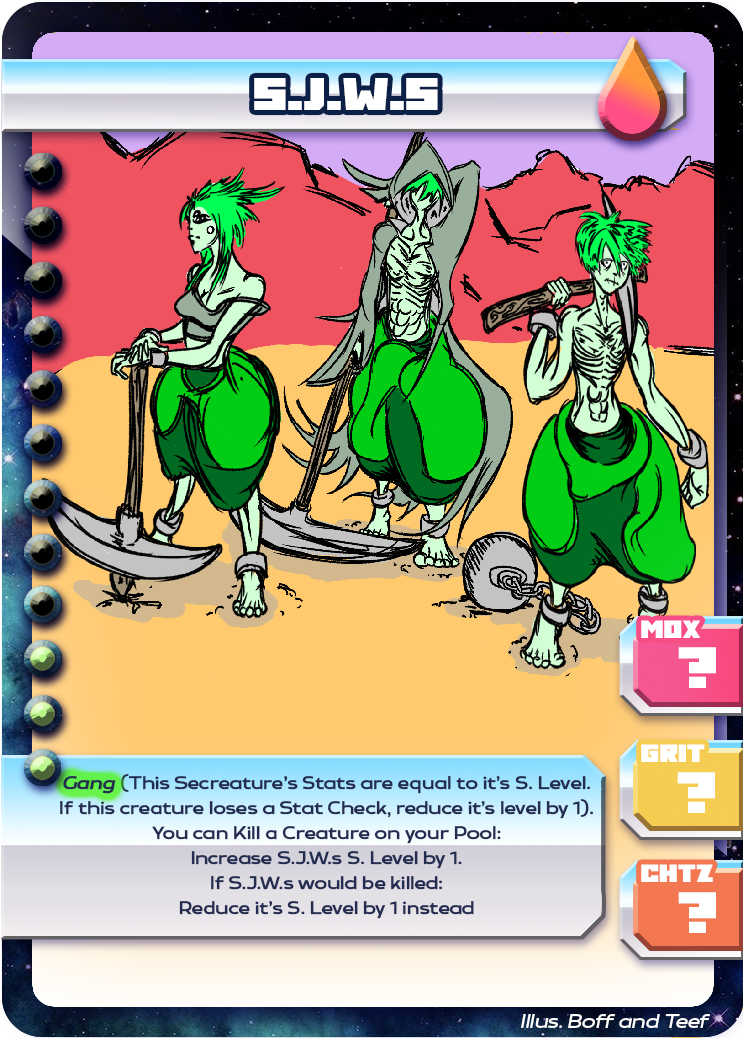 S.J.W.S
MOX
?
GRIT
?
CHTZ
?
Gang (This Secreature's Stats are equal to it's S. Level.
If this creature loses a Stat Check, reduce it's level by 1).
You can Kill a Creature on your Pool:
Increase S.J.W.s S. Level by 1.
If S.J.W.s would be killed:
Reduce it's S. Level by 1 instead
Illus. Boff and Teef